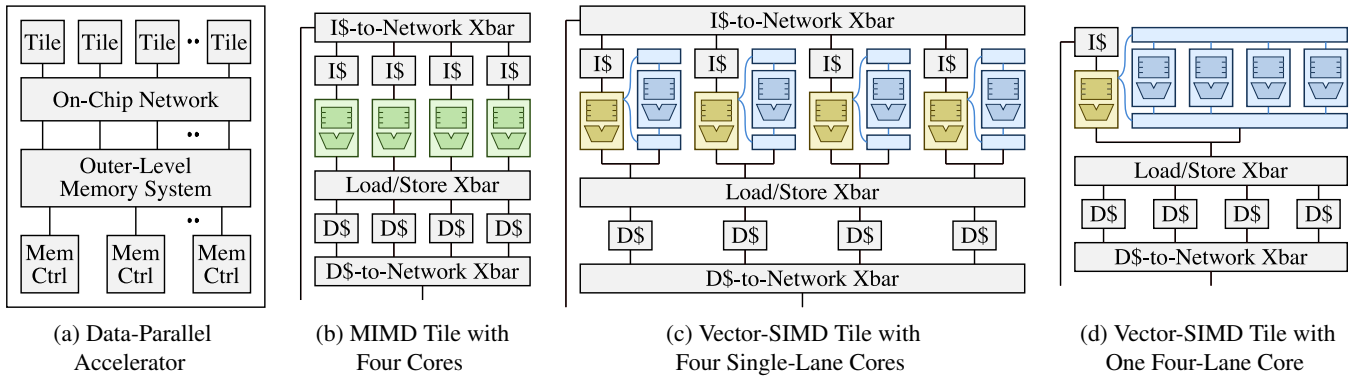 Tile Tile Tile •• Tile
On-Chip Network
••
Outer-Level
Memory System
••
Mem Ctrl
Mem Ctrl
Mem Ctrl
(a) Data-Parallel
Accelerator
I$-to-Network Xbar
I$ I$ I$ I$
Load/Store Xbar
D$ D$ D$ D$
D$-to-Network Xbar
(b) MIMD Tile with
Four Cores
I$-to-Network Xbar
I$ I$ I$ I$
Load/Store Xbar
D$ D$ D$ D$
D$-to-Network Xbar
(c) Vector-SIMD Tile with
Four Single-Lane Cores
I$
Load/Store Xbar
D$ D$ D$ D$
D$-to-Network Xbar
(d) Vector-SIMD Tile with
One Four-Lane Core